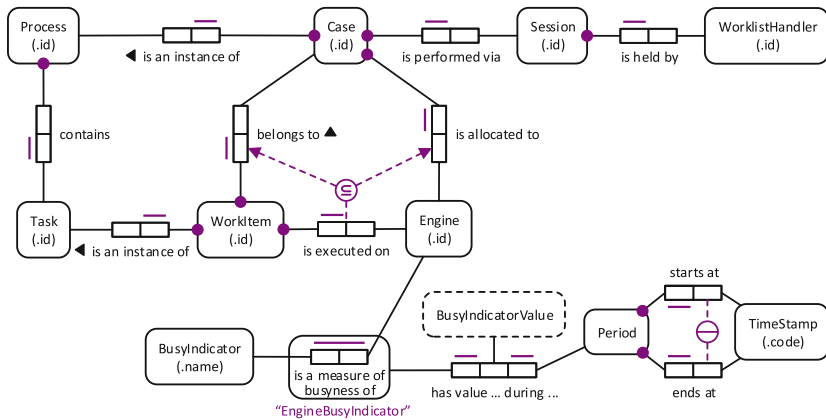 Process
(.id)
Case
(.id)
Session
(.id)
WorklistHandler
(.id)
◄ is an instance of
is performed via
is held by
contains
belongs to ▲
is allocated to
⊆
Task
(.id)
WorkItem
(.id)
Engine
(.id)
◄ is an instance of
is executed on
starts at
BusyIndicatorValue
Period
TimeStamp
(.code)
BusyIndicator
(.name)
is a measure of
busyness of
has value ... during ...
ends at
“EngineBusyIndicator”